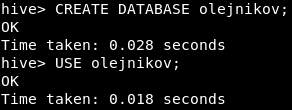 hive> CREATE DATABASE olejnikov;
OK
Time taken: 0.028 seconds
hive> USE olejnikov;
OK
Time taken: 0.018 seconds